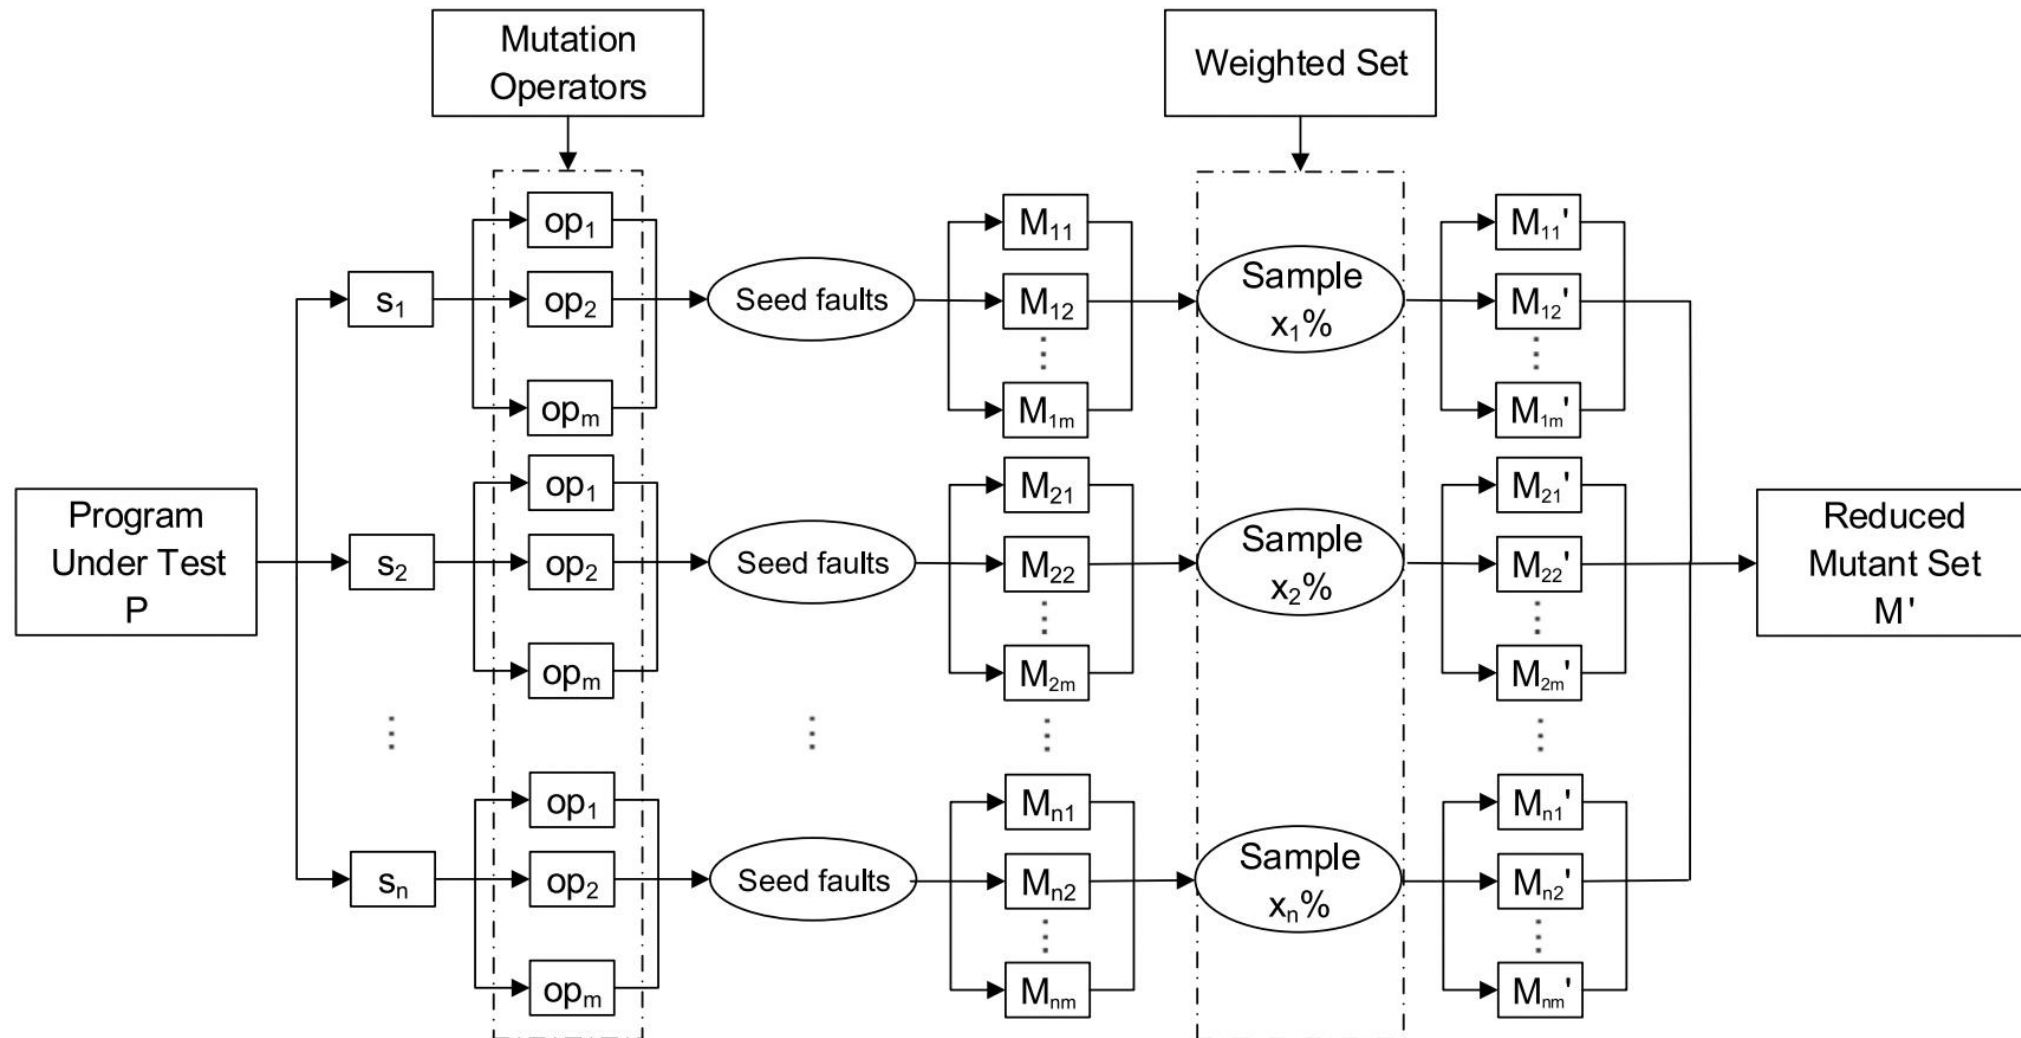 Mutation
Operators
Weighted Set
op₁
M₁₁
M₁₁'
s₁
op₂
Seed faults
M₁₂
Sample
x₁%
M₁₂'
opₘ
M₁ₘ
M₁ₘ'
Program
Under Test
P
op₁
M₂₁
M₂₁'
s₂
op₂
Seed faults
M₂₂
Sample
x₂%
M₂₂'
opₘ
M₂ₘ
M₂ₘ'
Reduced
Mutant Set
M'
op₁
Mₙ₁
Mₙ₁'
sₙ
op₂
Seed faults
Mₙ₂
Sample
xₙ%
Mₙ₂'
opₘ
Mₙₘ
Mₙₘ'